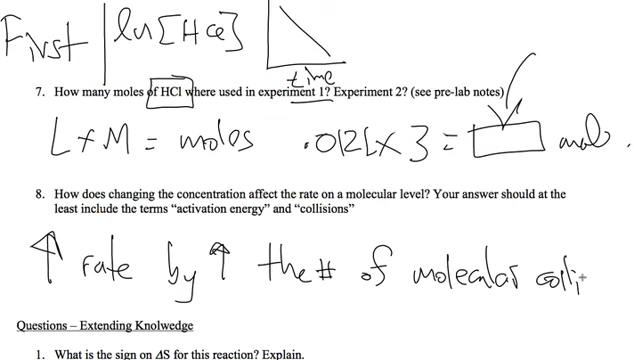 First | ln [HCl]
time
7. How many moles of HCl where used in experiment 1? Experiment 2? (see pre-lab notes)
L × M = moles .012L × 3 = mol.
8. How does changing the concentration affect the rate on a molecular level? Your answer should at the
least include the terms “activation energy” and “collisions”
↑ rate by ↑ the # of molecular colli
Questions – Extending Knolwedge
1. What is the sign on ΔS for this reaction? Explain.